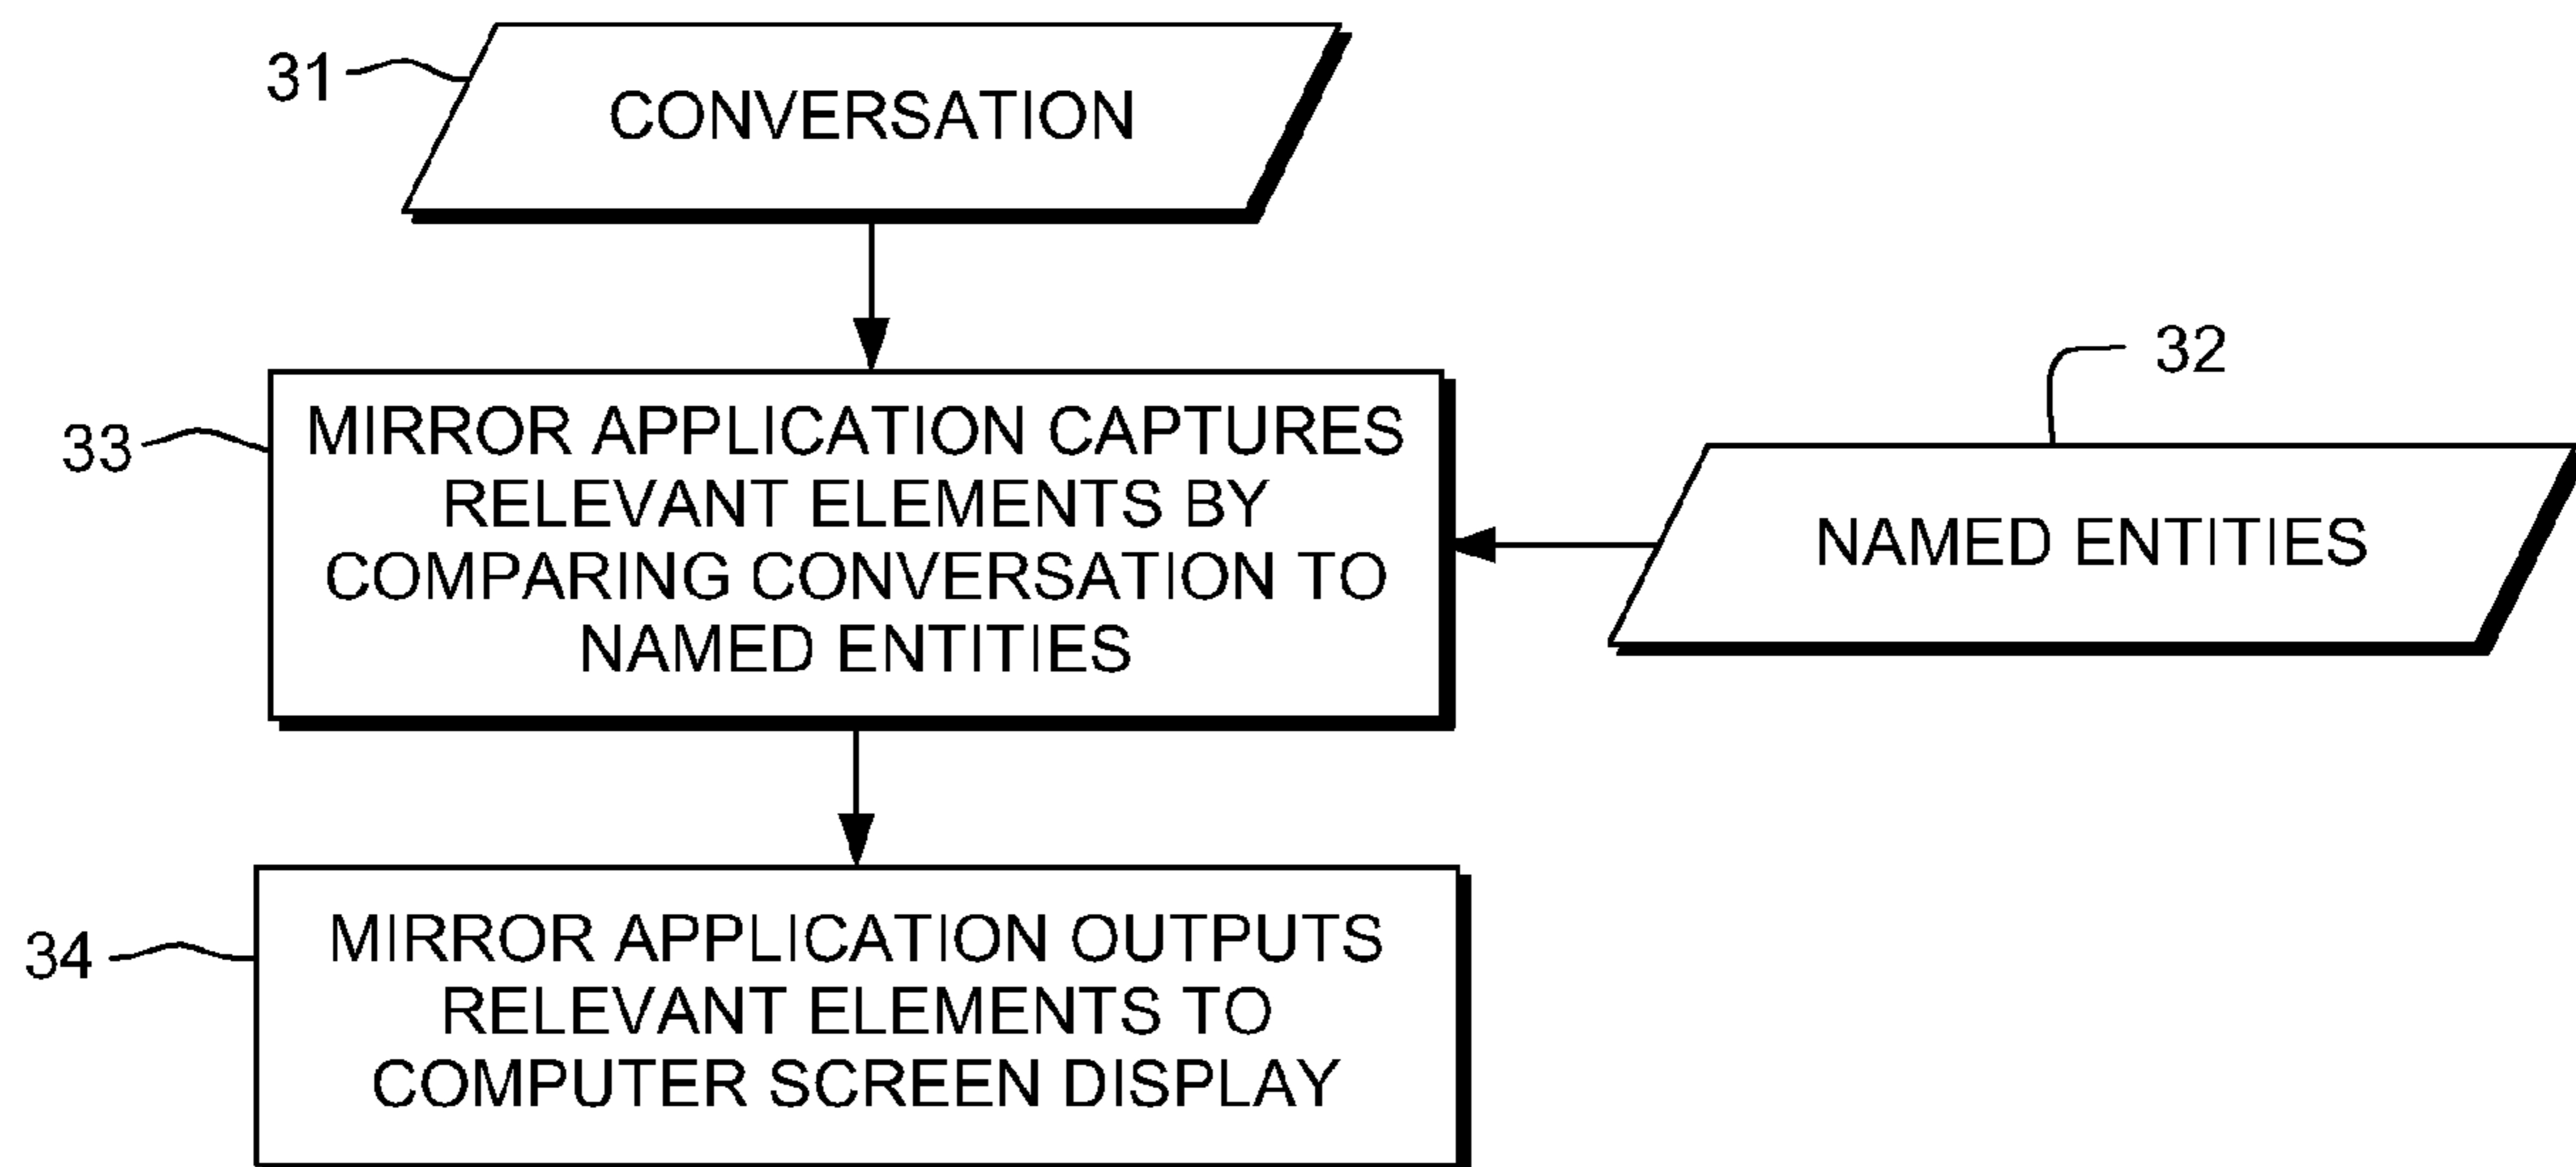 31
CONVERSATION
32
33
MIRROR APPLICATION CAPTURES
RELEVANT ELEMENTS BY
COMPARING CONVERSATION TO
NAMED ENTITIES
NAMED ENTITIES
34
MIRROR APPLICATION OUTPUTS
RELEVANT ELEMENTS TO
COMPUTER SCREEN DISPLAY